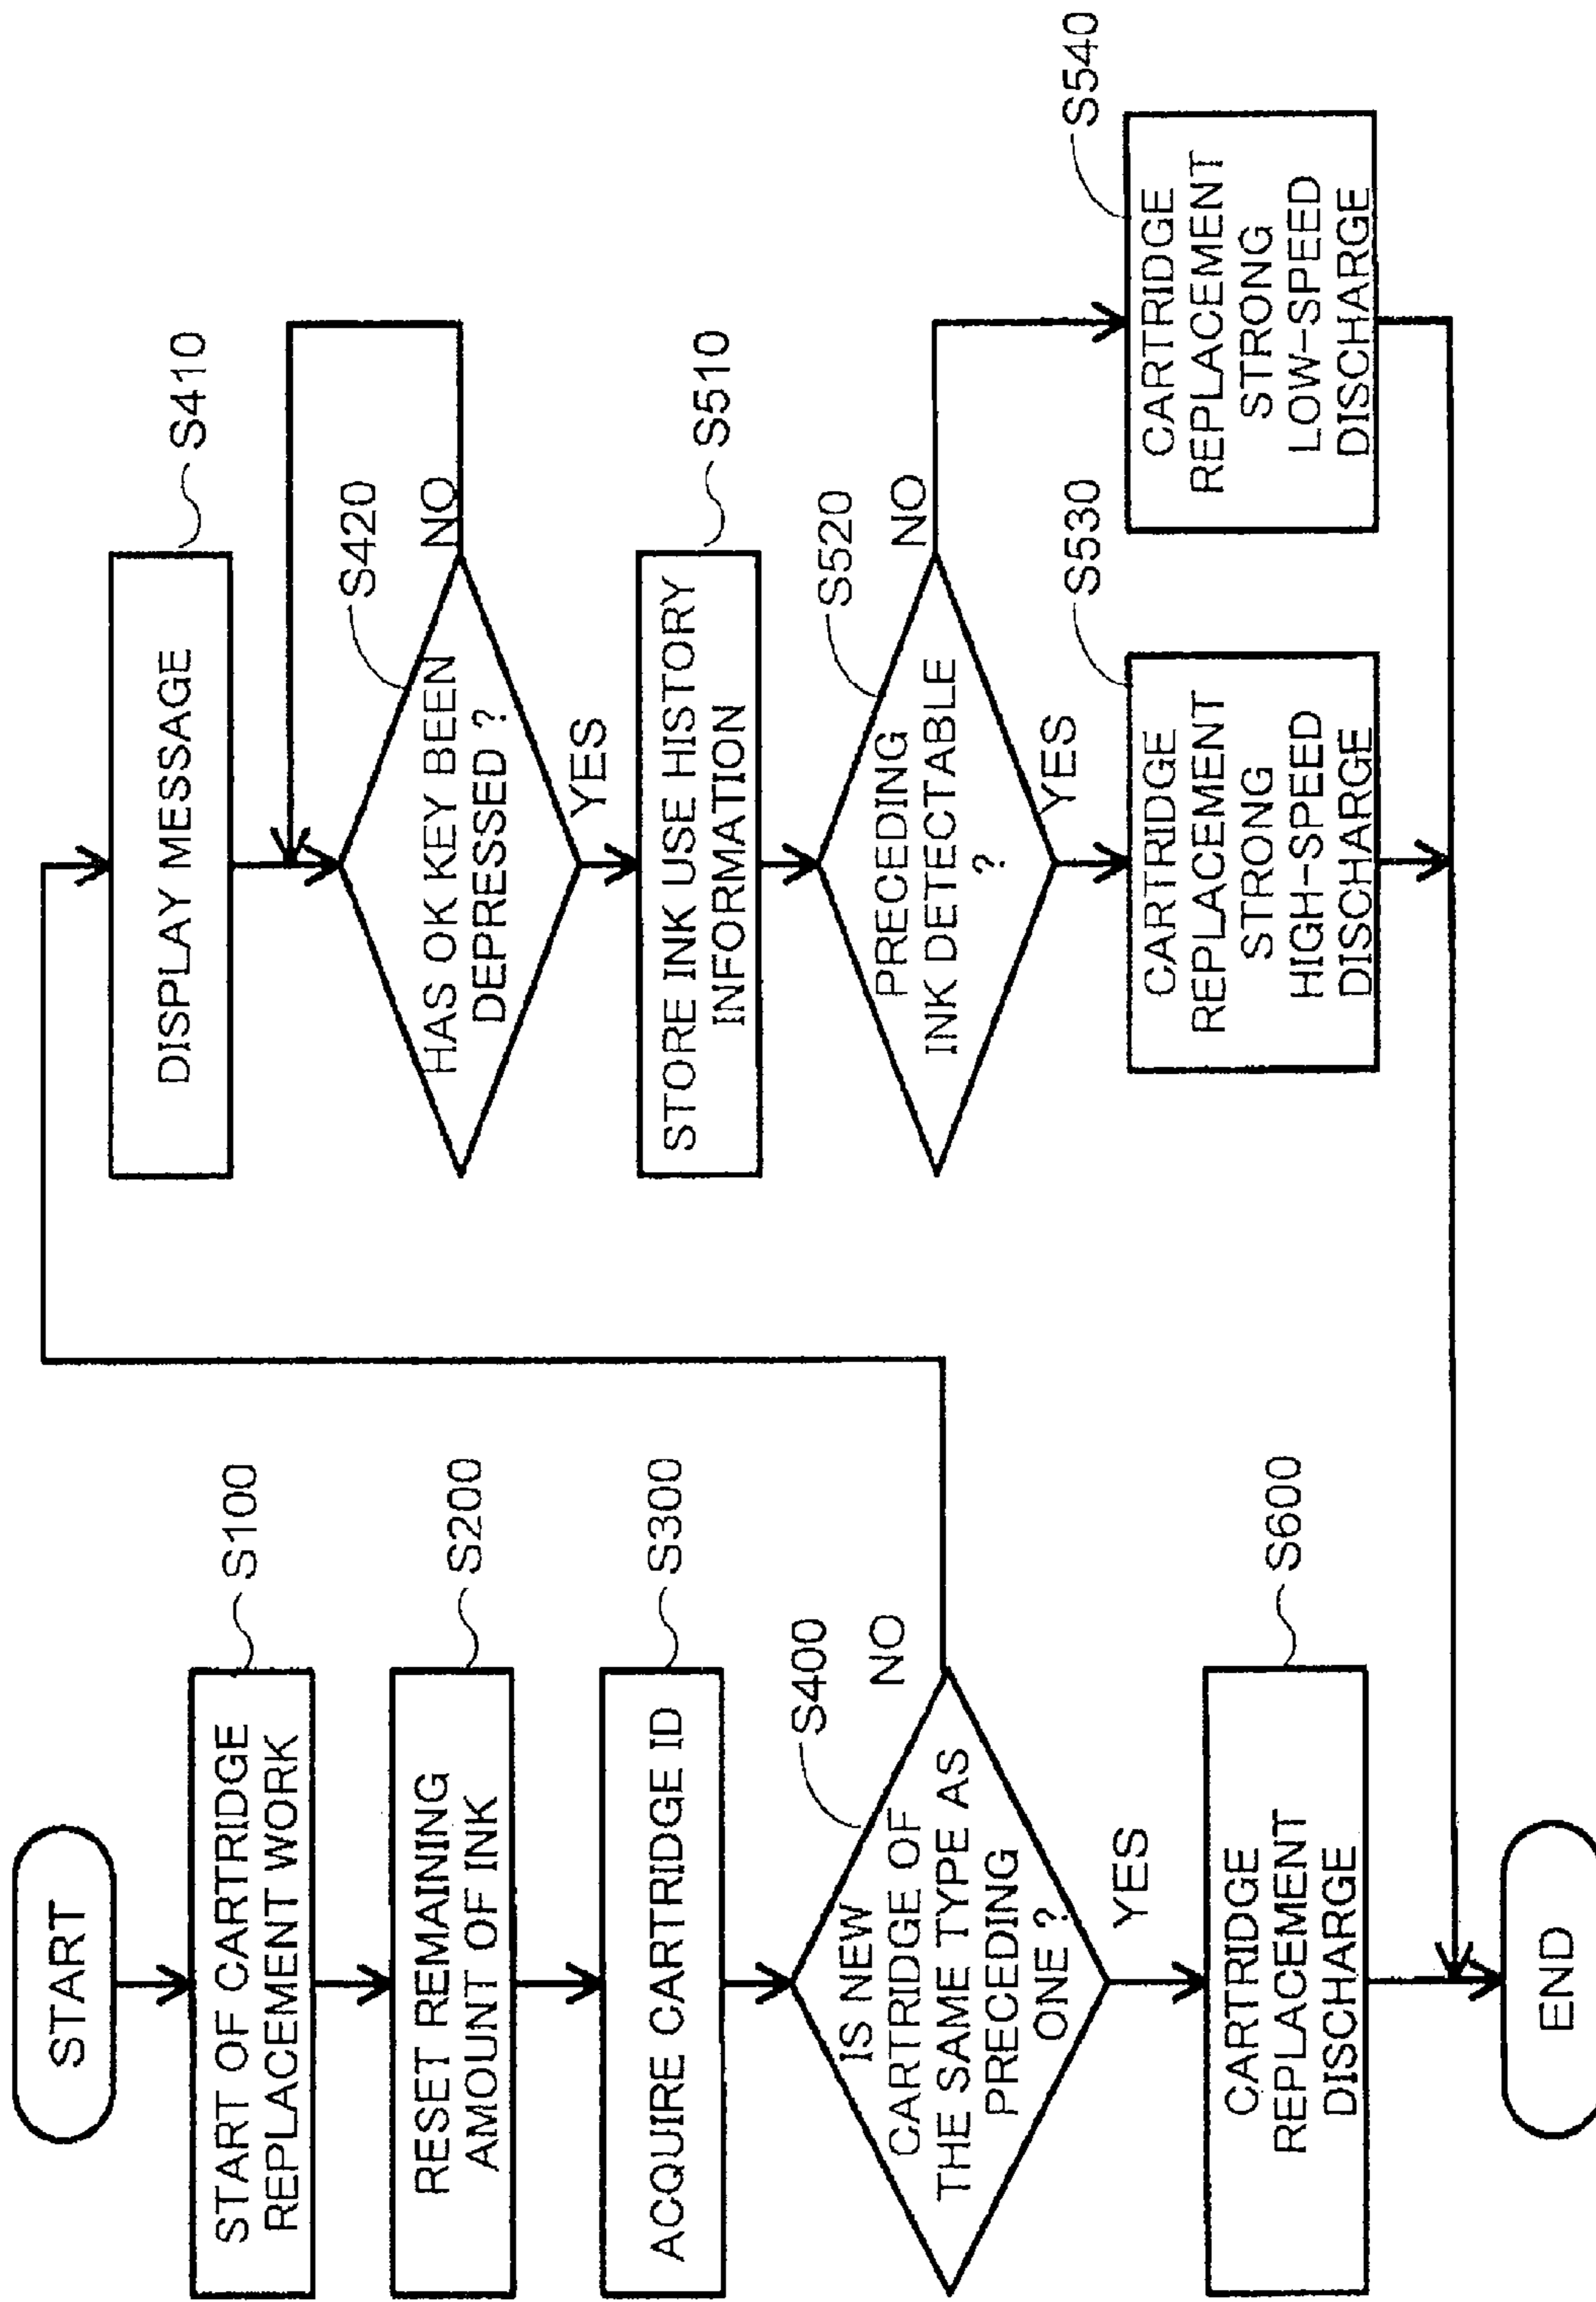 START
START OF CARTRIDGE
REPLACEMENT WORK
S100
RESET REMAINING
AMOUNT OF INK
S200
ACQUIRE CARTRIDGE ID
S300
IS NEW
CARTRIDGE OF
THE SAME TYPE AS
PRECEDING
ONE ?
S400
NO
YES
CARTRIDGE
REPLACEMENT
DISCHARGE
S600
END
DISPLAY MESSAGE
S410
HAS OK KEY BEEN
DEPRESSED ?
S420
NO
YES
STORE INK USE HISTORY
INFORMATION
S510
PRECEDING
INK DETECTABLE
?
S520
NO
YES
CARTRIDGE
REPLACEMENT
STRONG
HIGH-SPEED
DISCHARGE
S530
CARTRIDGE
REPLACEMENT
STRONG
LOW-SPEED
DISCHARGE
S540